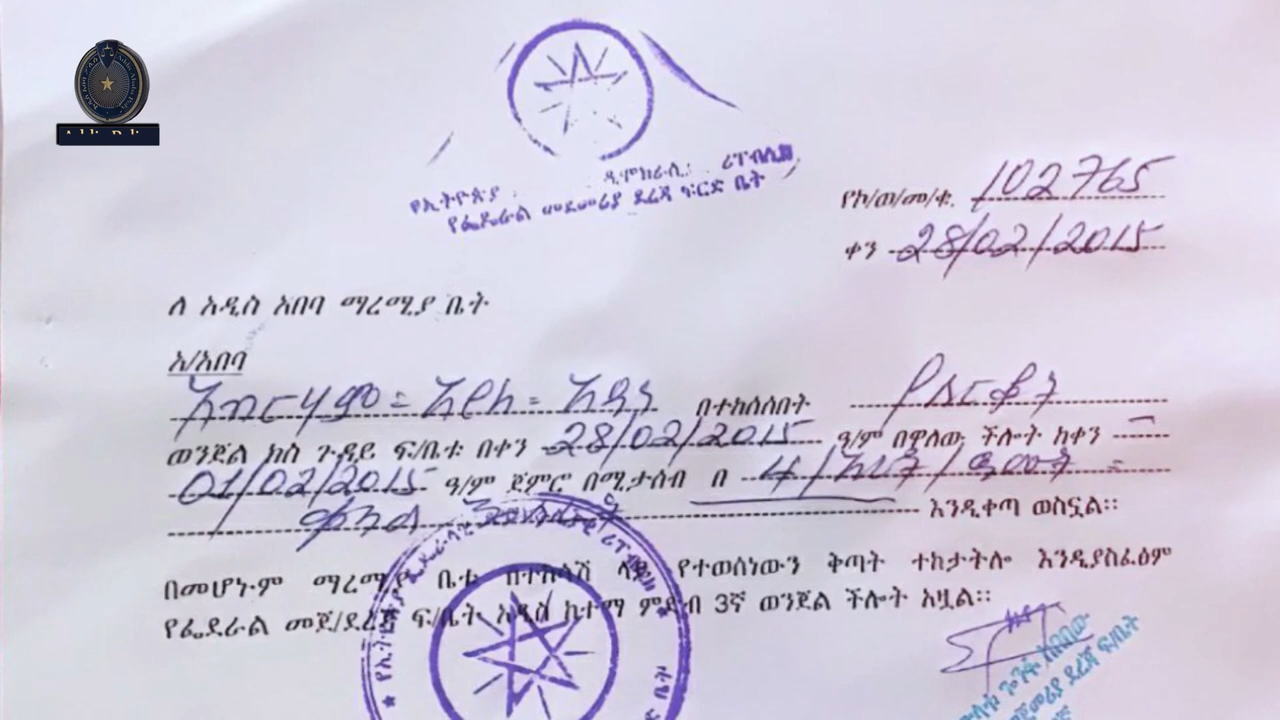 የኢትዮጵያ ዲሞክራሲ ሪፐብሊክ
የፌዴራል መጀመሪያ ደረጃ ፍርድ ቤት
የኮ/ወ/መ/ቁ. 102765
ቀን 28/02/2015
ለ አዲስ አበባ ማረሚያ ቤት
አ/አበባ
በተከሰሰበት
ወንጀል ክስ ጉዳይ ፍ/ቤቱ በቀን 28/02/2015 ዓ/ም በዋለው ችሎት ከቀን
01/02/2015 ዓ/ም ጀምሮ በሚታሰብ በ 4/አራት/ ዓመት
እንዲቀጣ ወስኗል፡፡
በመሆኑም ማረሚያ ቤቱ በተከሳሽ ላይ የተወሰነውን ቅጣት ተከታትሎ እንዲያስፈፅም
የፌደራል መጀ/ደረጃ ፍ/ቤት አዲስ ከተማ ምድብ 3ኛ ወንጀል ችሎት አዟል፡፡